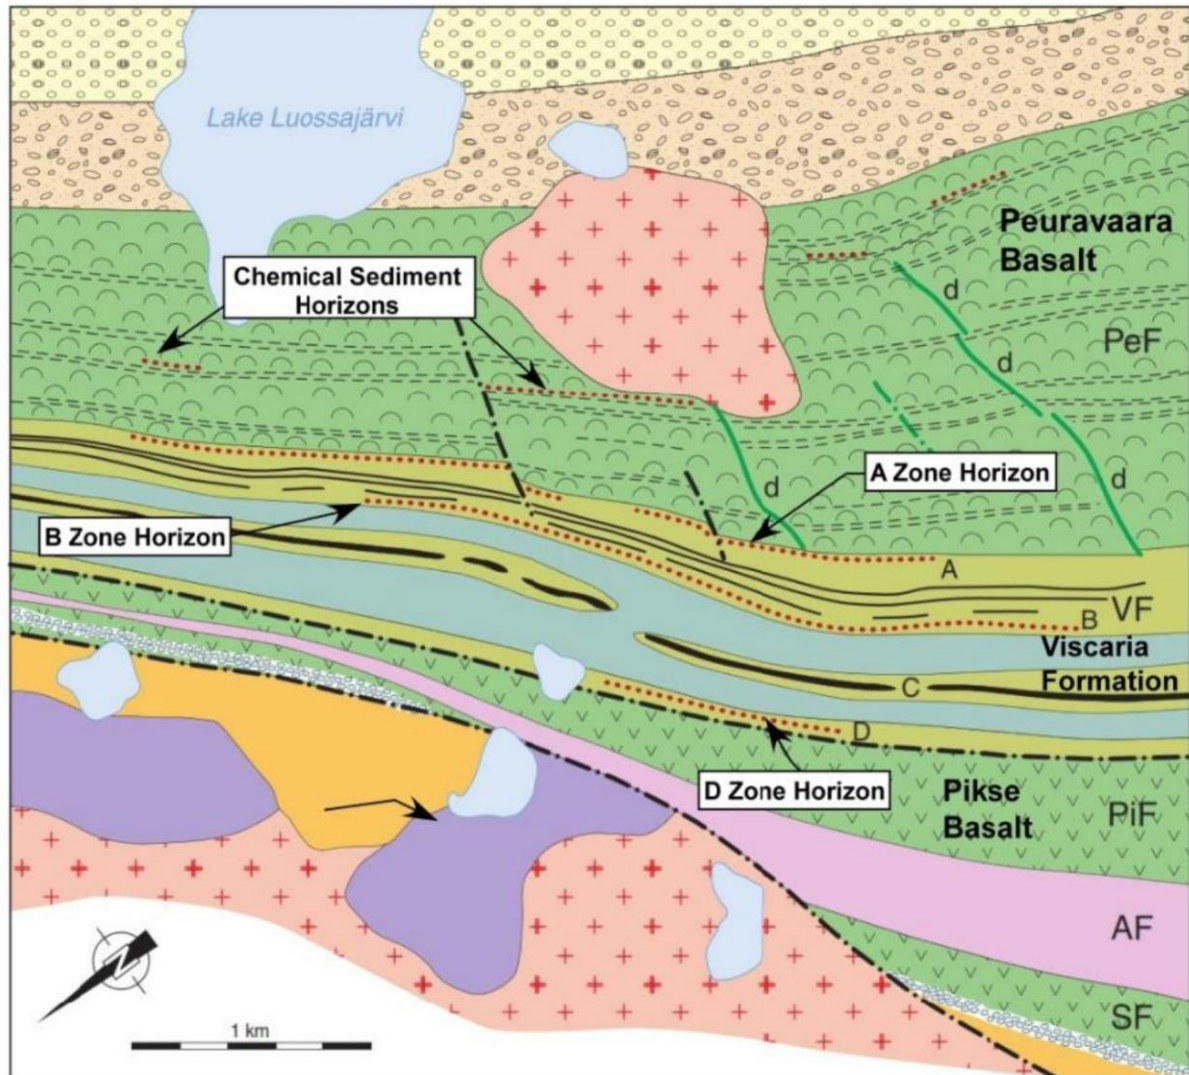 Lake Luossajärvi
Peuravaara
Basalt
Chemical Sediment
Horizons
d
d
PeF
d
A Zone Horizon
d
d
B Zone Horizon
A
B
VF
Viscaria
Formation
C
D
D Zone Horizon
Pikse
Basalt
PiF
AF
N
SF
1 km